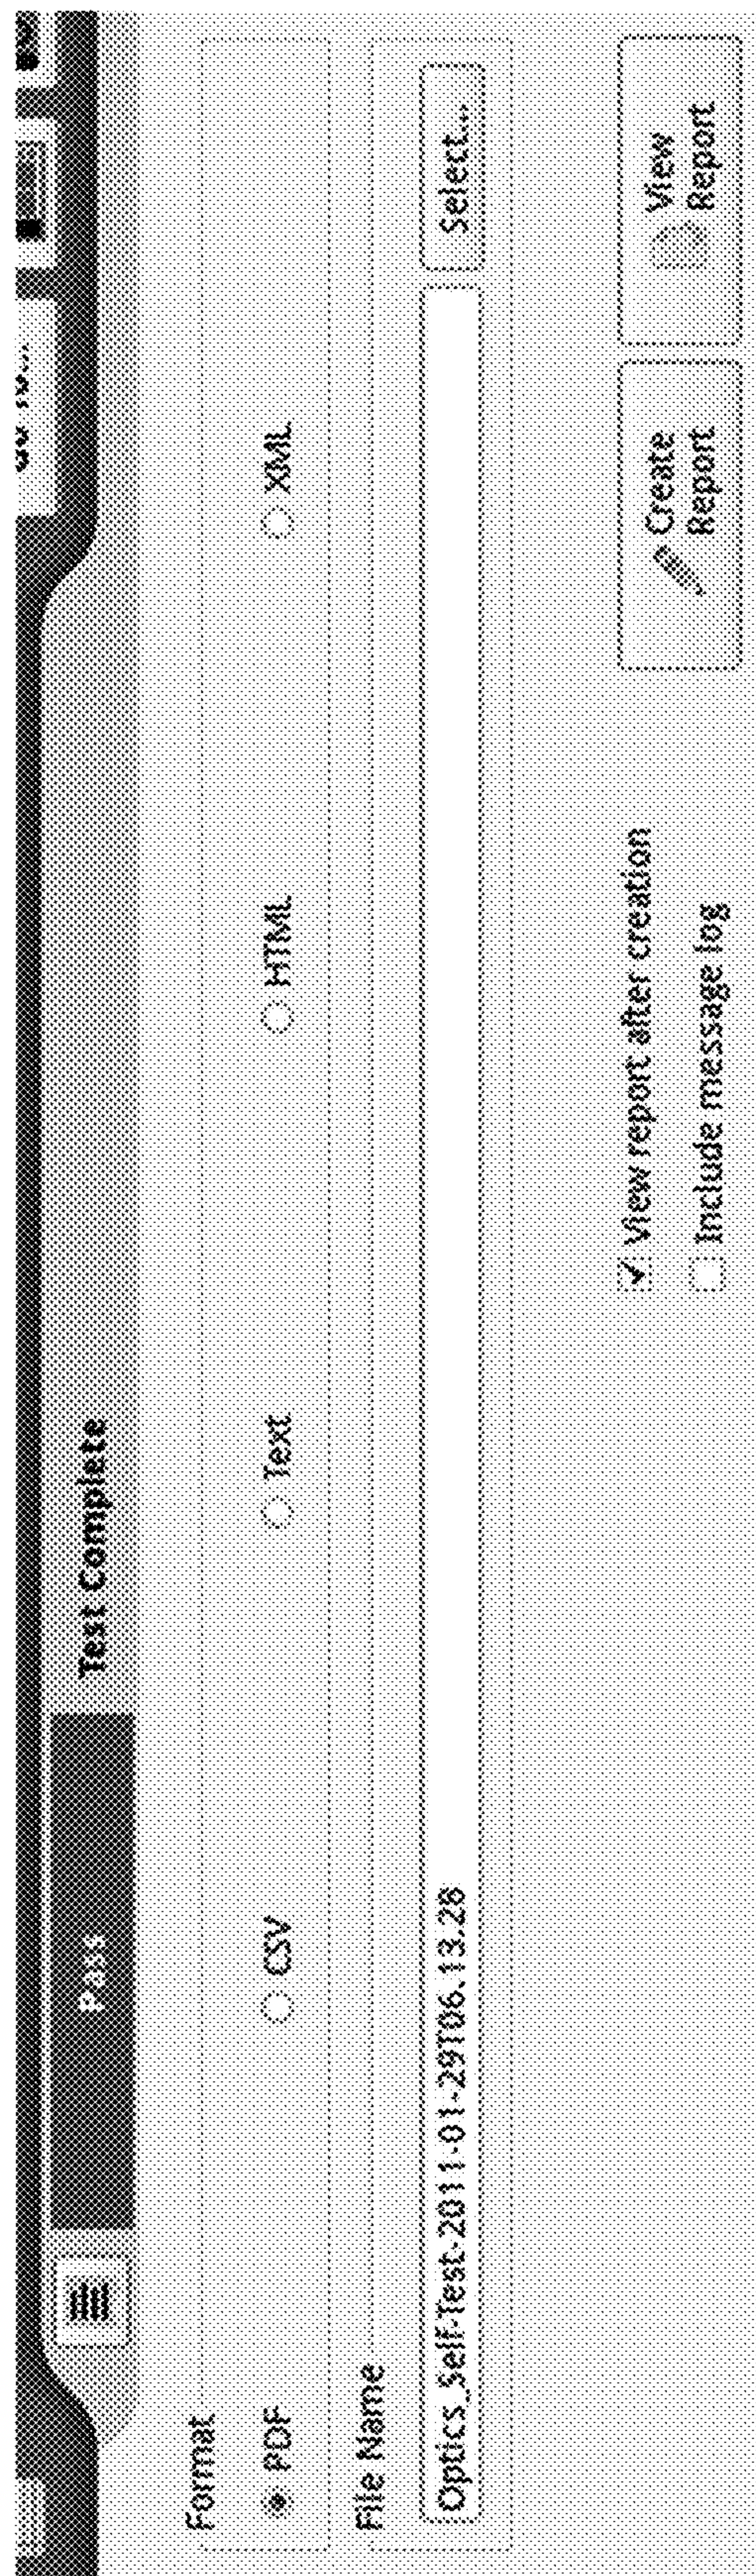 Pass Test Complete
Format
PDF CSV Text HTML XML
File Name
Optics_Self-Test-2011-01-29T06.13.28 Select...
View report after creation
Include message log
Create Report
View Report